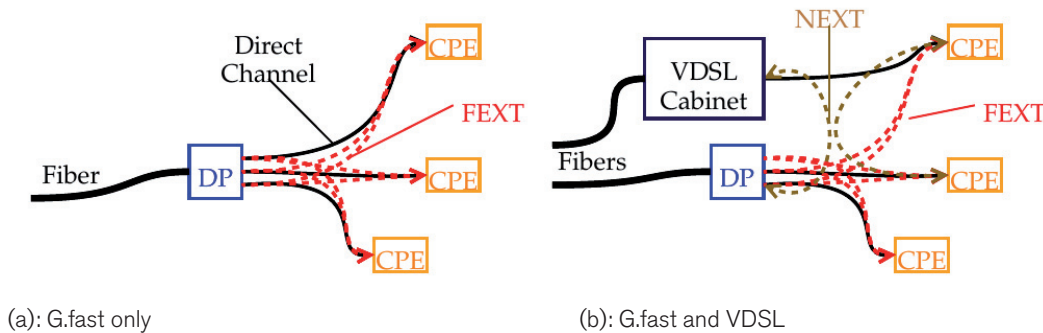 Direct
Channel
CPE
FEXT
Fiber
DP
CPE
CPE
(a): G.fast only
NEXT
VDSL
Cabinet
CPE
FEXT
Fibers
DP
CPE
CPE
(b): G.fast and VDSL